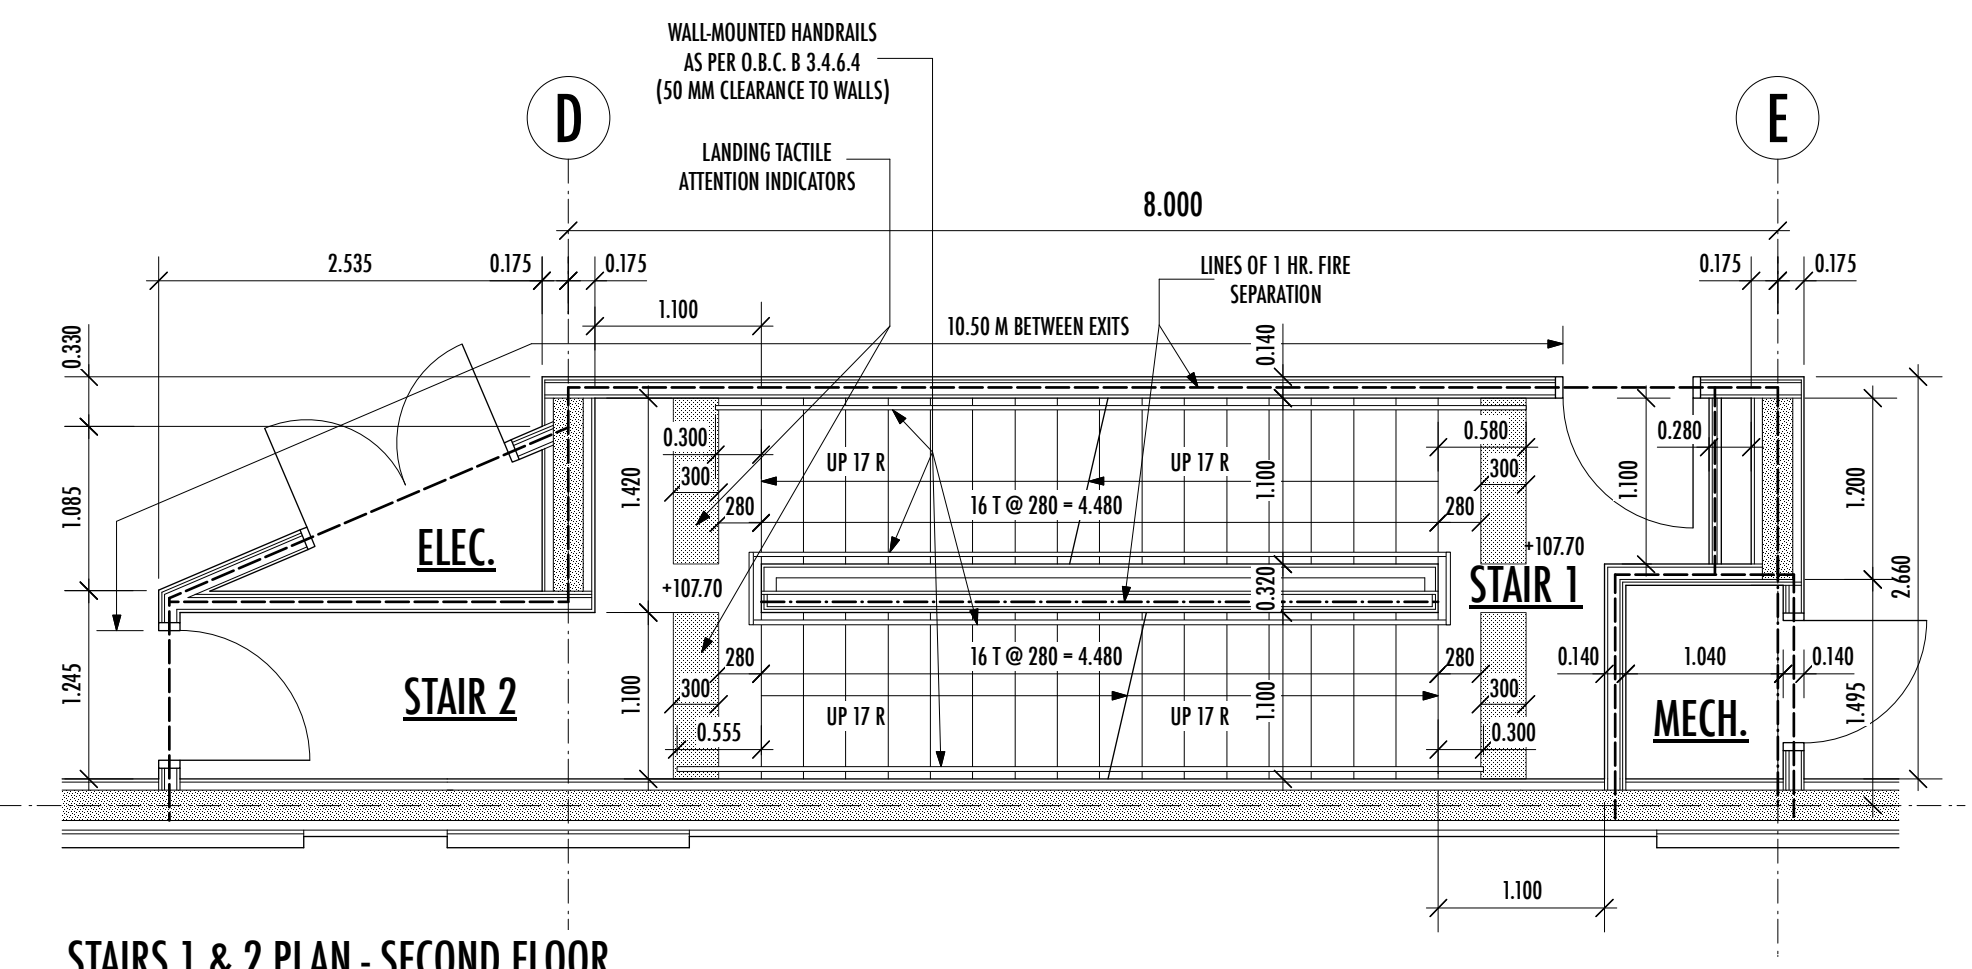 WALL-MOUNTED HANDRAILS
AS PER O.B.C. B 3.4.6.4
(50 MM CLEARANCE TO WALLS)
D
E
LANDING TACTILE
ATTENTION INDICATORS
8.000
2.535
0.175
0.175
LINES OF 1 HR. FIRE
SEPARATION
0.175
0.175
1.100
10.50 M BETWEEN EXITS
0.330
0.140
0.300
UP 17 R
UP 17 R
0.580
0.280
300
300
1.085
1.420
280
16 T @ 280 = 4.480
1.100
280
1.100
1.200
ELEC.
+107.70
+107.70
STAIR 1
0.320
2.660
280
16 T @ 280 = 4.480
280
0.140
1.040
0.140
1.245
STAIR 2
1.100
300
UP 17 R
UP 17 R
1.100
300
MECH.
1.495
0.555
0.300
1.100
STAIRS 1 & 2 PLAN - SECOND FLOOR